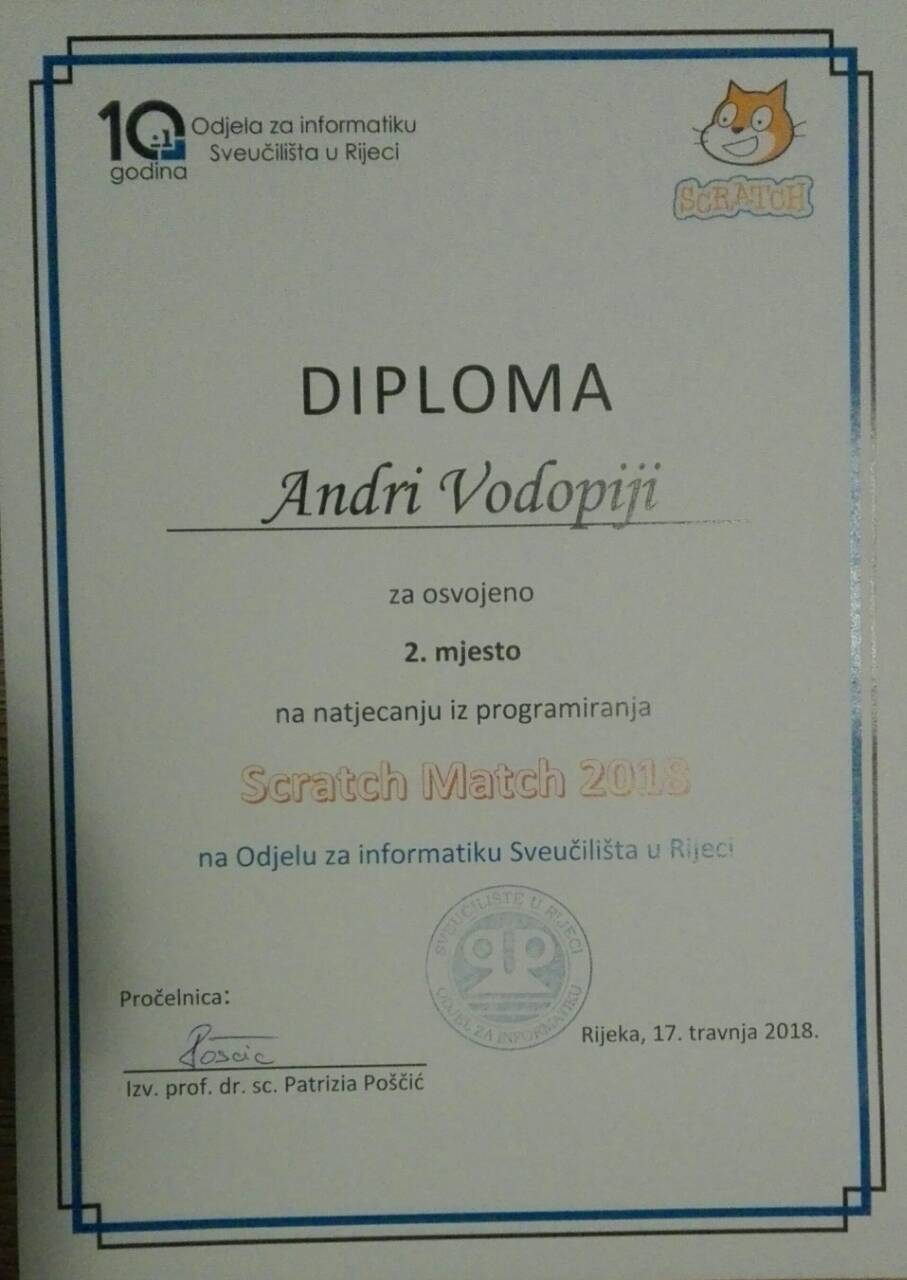 10 godina
Odjela za informatiku
Sveučilišta u Rijeci
SCRATCH
DIPLOMA
Andri Vodopiji
za osvojeno
2. mjesto
na natjecanju iz programiranja
Scratch Match 2018
na Odjelu za informatiku Sveučilišta u Rijeci
SVEUČILIŠTE U RIJECI
ODJEL ZA INFORMATIKU
Pročelnica:
Rijeka, 17. travnja 2018.
Poščić
Izv. prof. dr. sc. Patrizia Poščić